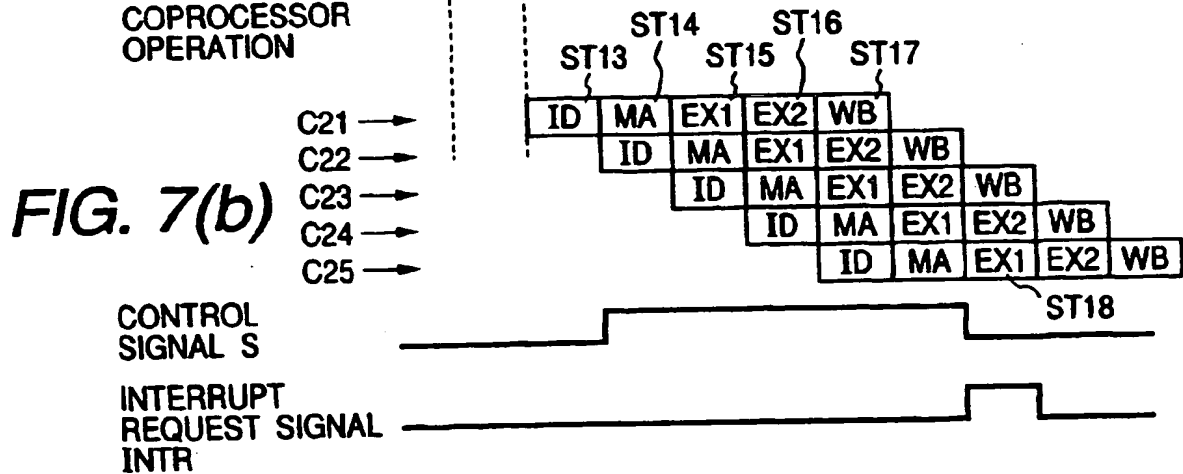 COPROCESSOR
OPERATION
ST13 ST14 ST15 ST16 ST17
C21 ID MA EX1 EX2 WB
C22 ID MA EX1 EX2 WB
C23 ID MA EX1 EX2 WB
FIG. 7(b)
C24 ID MA EX1 EX2 WB
C25 ID MA EX1 EX2 WB
ST18
CONTROL
SIGNAL S
INTERRUPT
REQUEST SIGNAL
INTR